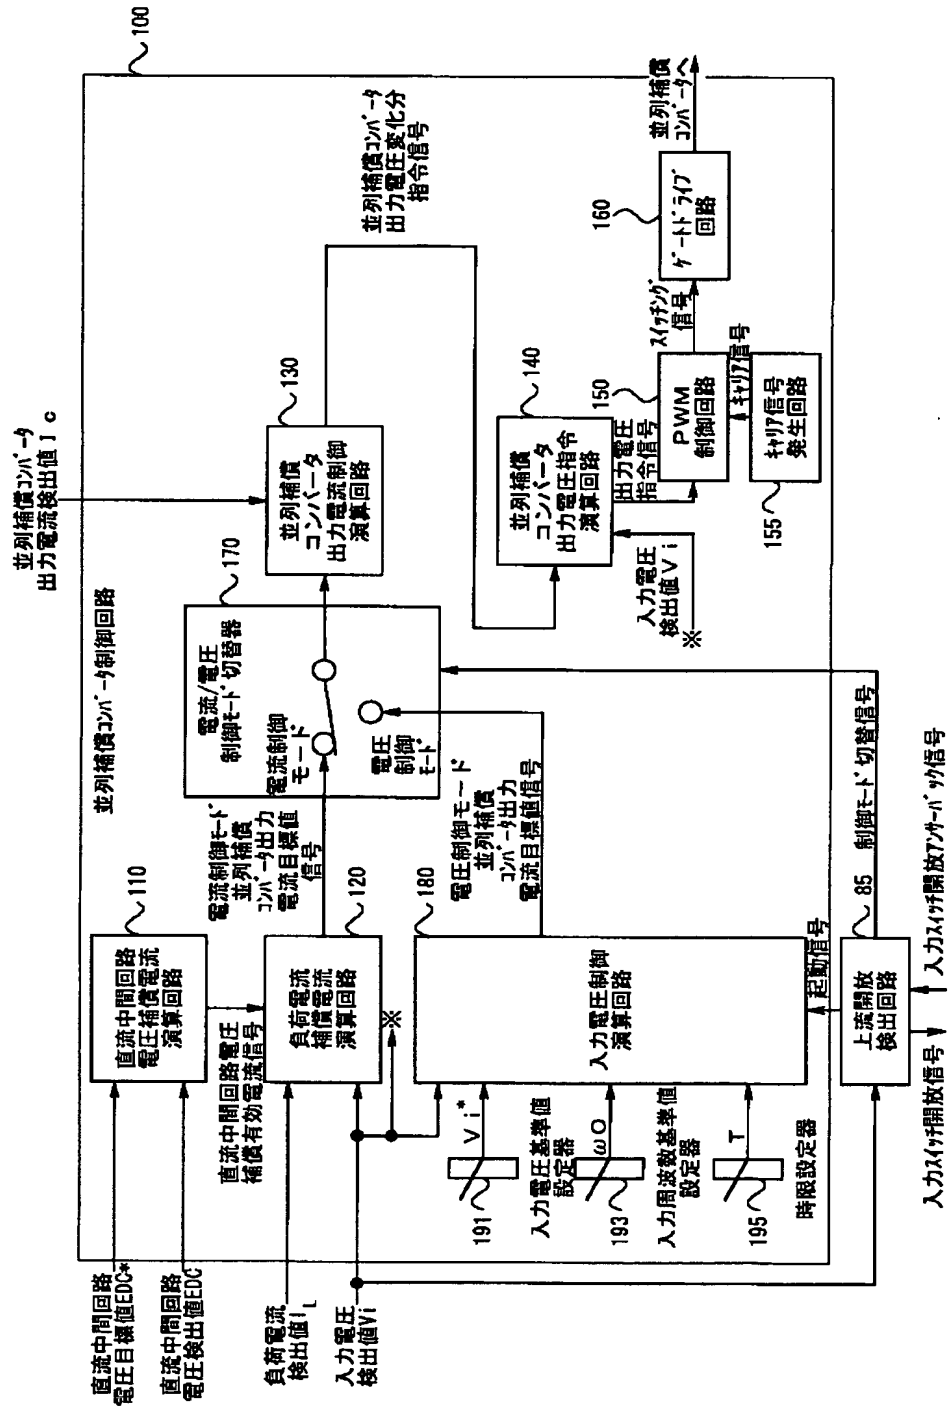 並列補償コンバータ
出力電流検出値Ic
並列補償コンバータ制御回路
100
直流中間回路
電圧目標値EDC*
直流中間回路
電圧検出値EDC
負荷電流
検出値IL
入力電圧
検出値Vi
110
直流中間回路
電圧補償電流
演算回路
直流中間回路電圧
補償有効電流信号
120
負荷電流
補償電流
演算回路
※
電流制御モード
並列補償
コンバータ出力
電流目標値
信号
170
電流/電圧
制御モード切替器
電流制御
モード
電圧
制御
モード
130
並列補償
コンバータ
出力電流制御
演算回路
並列補償コンバータ
出力電圧変化分
指令信号
180
入力電圧制御
演算回路
電圧制御モード
並列補償
コンバータ出力
電流目標値信号
Vi*
191
入力電圧基準値
設定器
ωO
193
入力周波数基準値
設定器
T
195
時限設定器
140
並列補償
コンバータ
出力電圧指令
演算回路
入力電圧
検出値Vi
※
出力電圧
指令信号
150
PWM
制御回路
キャリア信号
155
キャリア信号
発生回路
スイッチング
信号
160
ゲートドライブ
回路
並列補償
コンバータへ
起動信号
85
上流開放
検出回路
制御モード切替信号
入力スイッチ開放信号
入力スイッチ開放アンサーバック信号